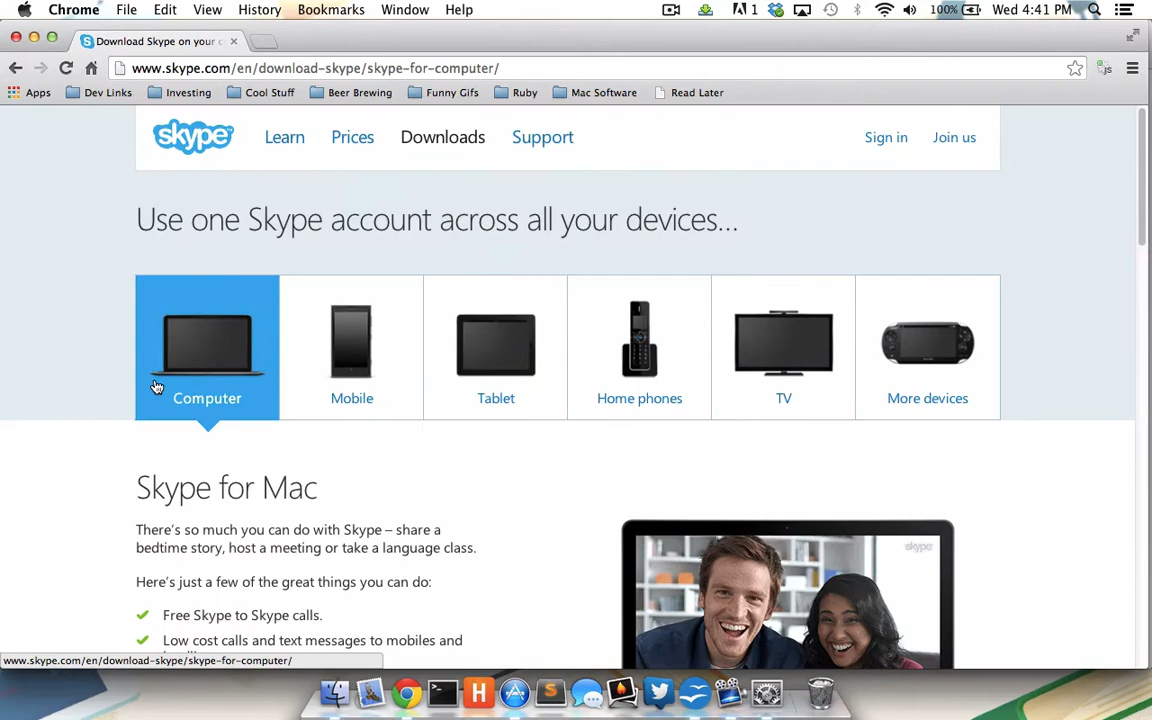 Chrome File Edit View History Bookmarks Window Help 1 100% Wed 4:41 PM
Download Skype on your c
www.skype.com/en/download-skype/skype-for-computer/ js
Apps Dev Links Investing Cool Stuff Beer Brewing Funny Gifs Ruby Mac Software Read Later
skype Learn Prices Downloads Support Sign in Join us
Use one Skype account across all your devices...
Computer Mobile Tablet Home phones TV More devices
Skype for Mac
There's so much you can do with Skype – share a
bedtime story, host a meeting or take a language class.
skype
Here's just a few of the great things you can do:
Free Skype to Skype calls.
Low cost calls and text messages to mobiles and
www.skype.com/en/download-skype/skype-for-computer/
H S